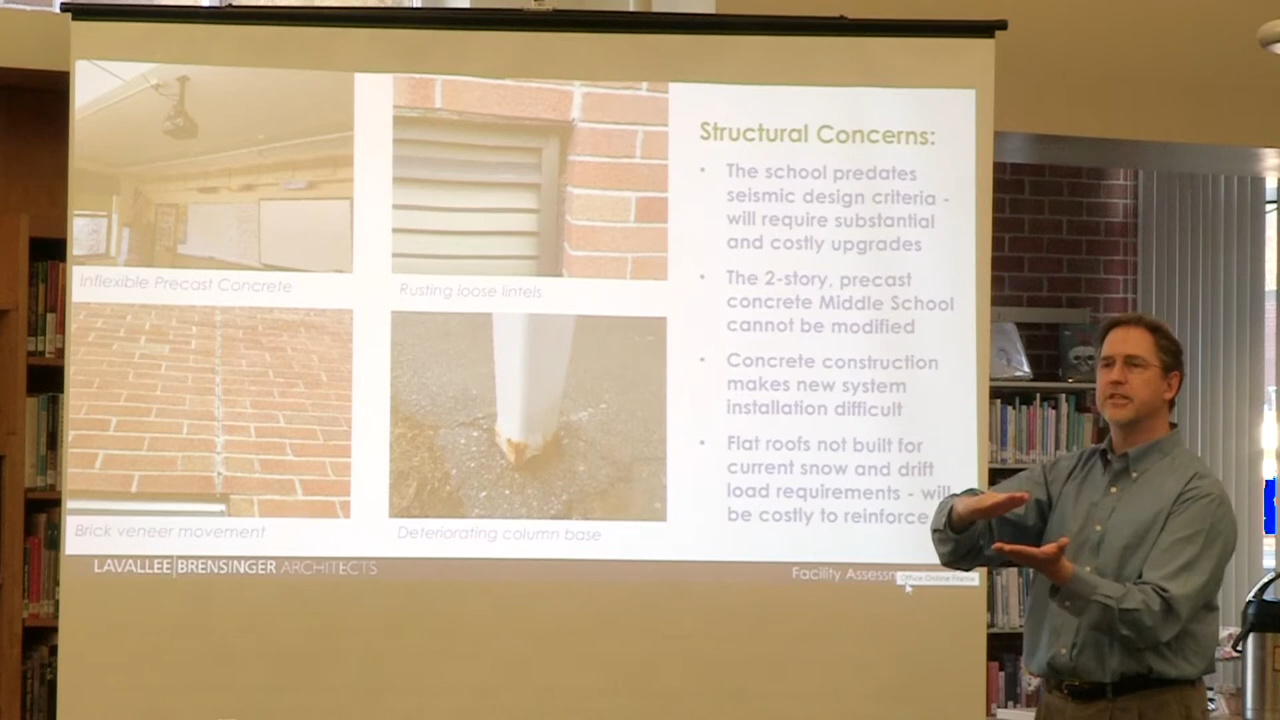 Structural Concerns:
• The school predates
seismic design criteria -
will require substantial
and costly upgrades
• The 2-story, precast
concrete Middle School
cannot be modified
• Concrete construction
makes new system
installation difficult
• Flat roofs not built for
current snow and drift
load requirements - will
be costly to reinforce
Inflexible Precast Concrete
Rusting loose lintels
Brick veneer movement
Deteriorating column base
LAVALLEE|BRENSINGER ARCHITECTS
Facility
Office Online Frame